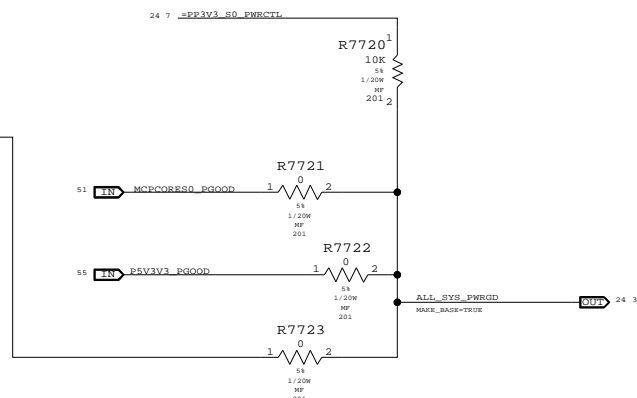 24 7 =PP3V3_S0_PWRCTL
R7720 1
10K
5%
1/20W
MF
201 2
R7721
51 IN MCPCORES0_PGOOD 1 0 2
5%
1/20W
MF
201
R7722
55 IN P5V3V3_PGOOD 1 0 2
5%
1/20W
MF
201
ALL_SYS_PWRGD OUT 24 3
MAKE_BASE=TRUE
R7723
1 0 2
5%
1/20W
MF